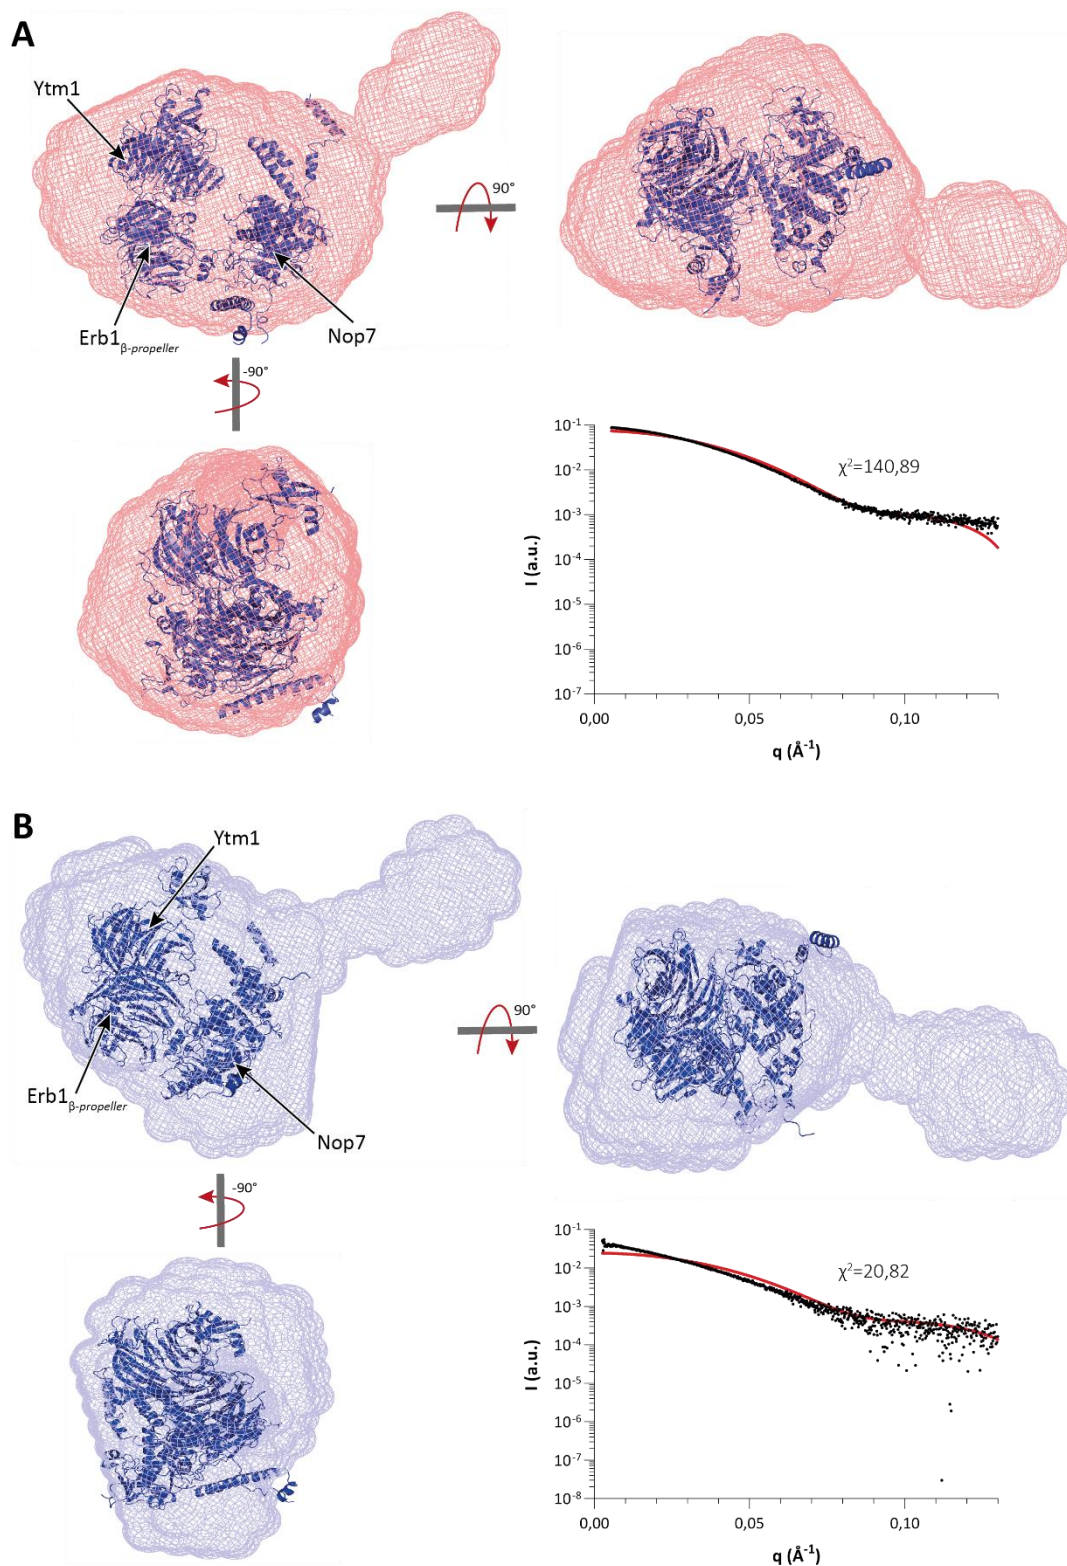 A
Ytm1
90°
Erb1β-propeller
Nop7
-90°
10-1
10-2
10-3
10-4
10-5
10-6
10-7
χ2=140,89
I (a.u.)
0,00
0,05
0,10
q (Å-1)
B
Ytm1
90°
Erb1β-propeller
Nop7
-90°
10-1
10-2
10-3
10-4
10-5
10-6
10-7
10-8
χ2=20,82
I (a.u.)
0,00
0,05
0,10
q (Å-1)